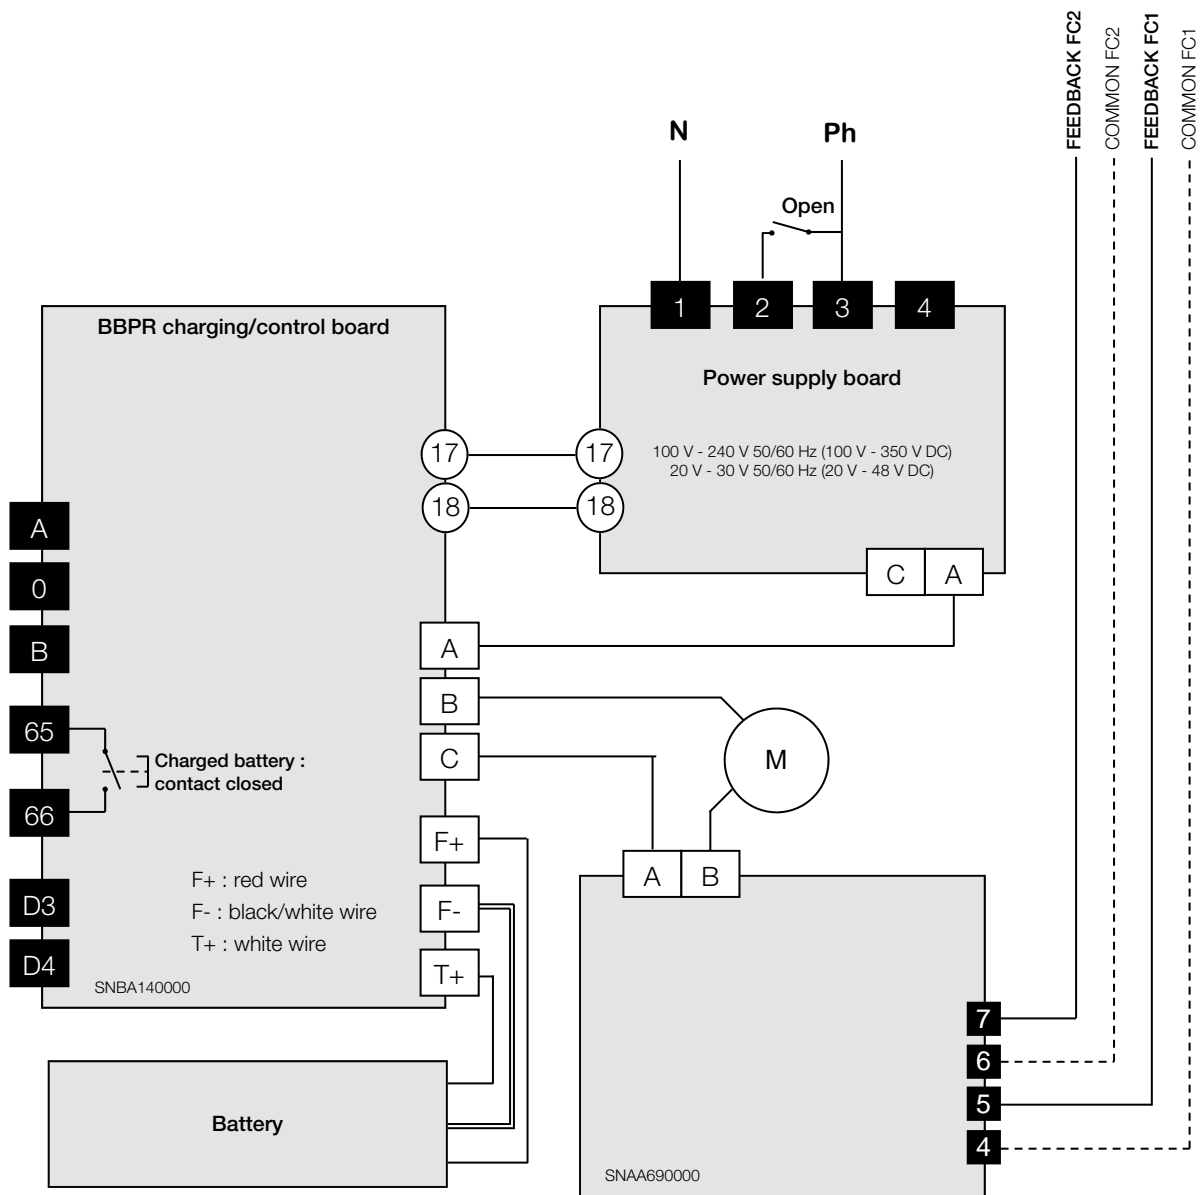 FEEDBACK FC2
COMMON FC2
FEEDBACK FC1
COMMON FC1
N
Ph
Open
1
2
3
4
BBPR charging/control board
Power supply board
100 V - 240 V 50/60 Hz (100 V - 350 V DC)
20 V - 30 V 50/60 Hz (20 V - 48 V DC)
17
17
18
18
C
A
A
0
B
A
B
C
65
66
Charged battery :
contact closed
M
F+
F-
T+
F+ : red wire
F- : black/white wire
T+ : white wire
D3
D4
SNBA140000
A
B
7
6
5
4
Battery
SNAA690000